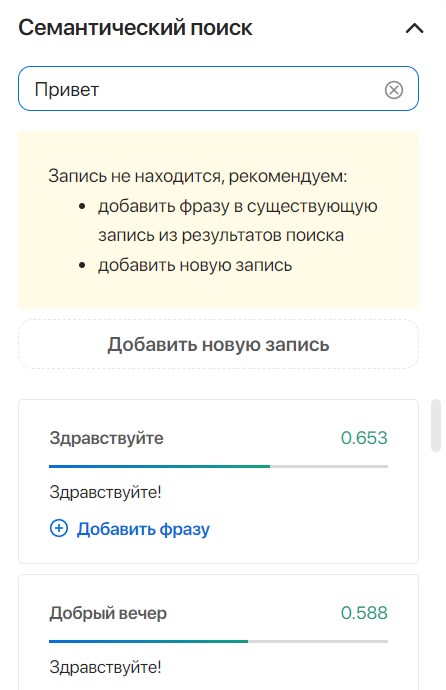 Семантический поиск
Привет
Запись не находится, рекомендуем:
• добавить фразу в существующую
запись из результатов поиска
• добавить новую запись
Добавить новую запись
Здравствуйте 0.653
Здравствуйте!
Добавить фразу
Добрый вечер 0.588
Здравствуйте!